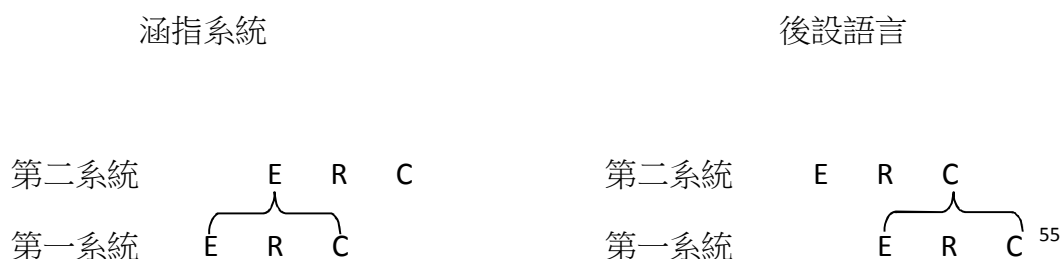 涵指系統 後設語言
第二系統 E R C 第二系統 E R C
第一系統 E R C 第一系統 E R C 55